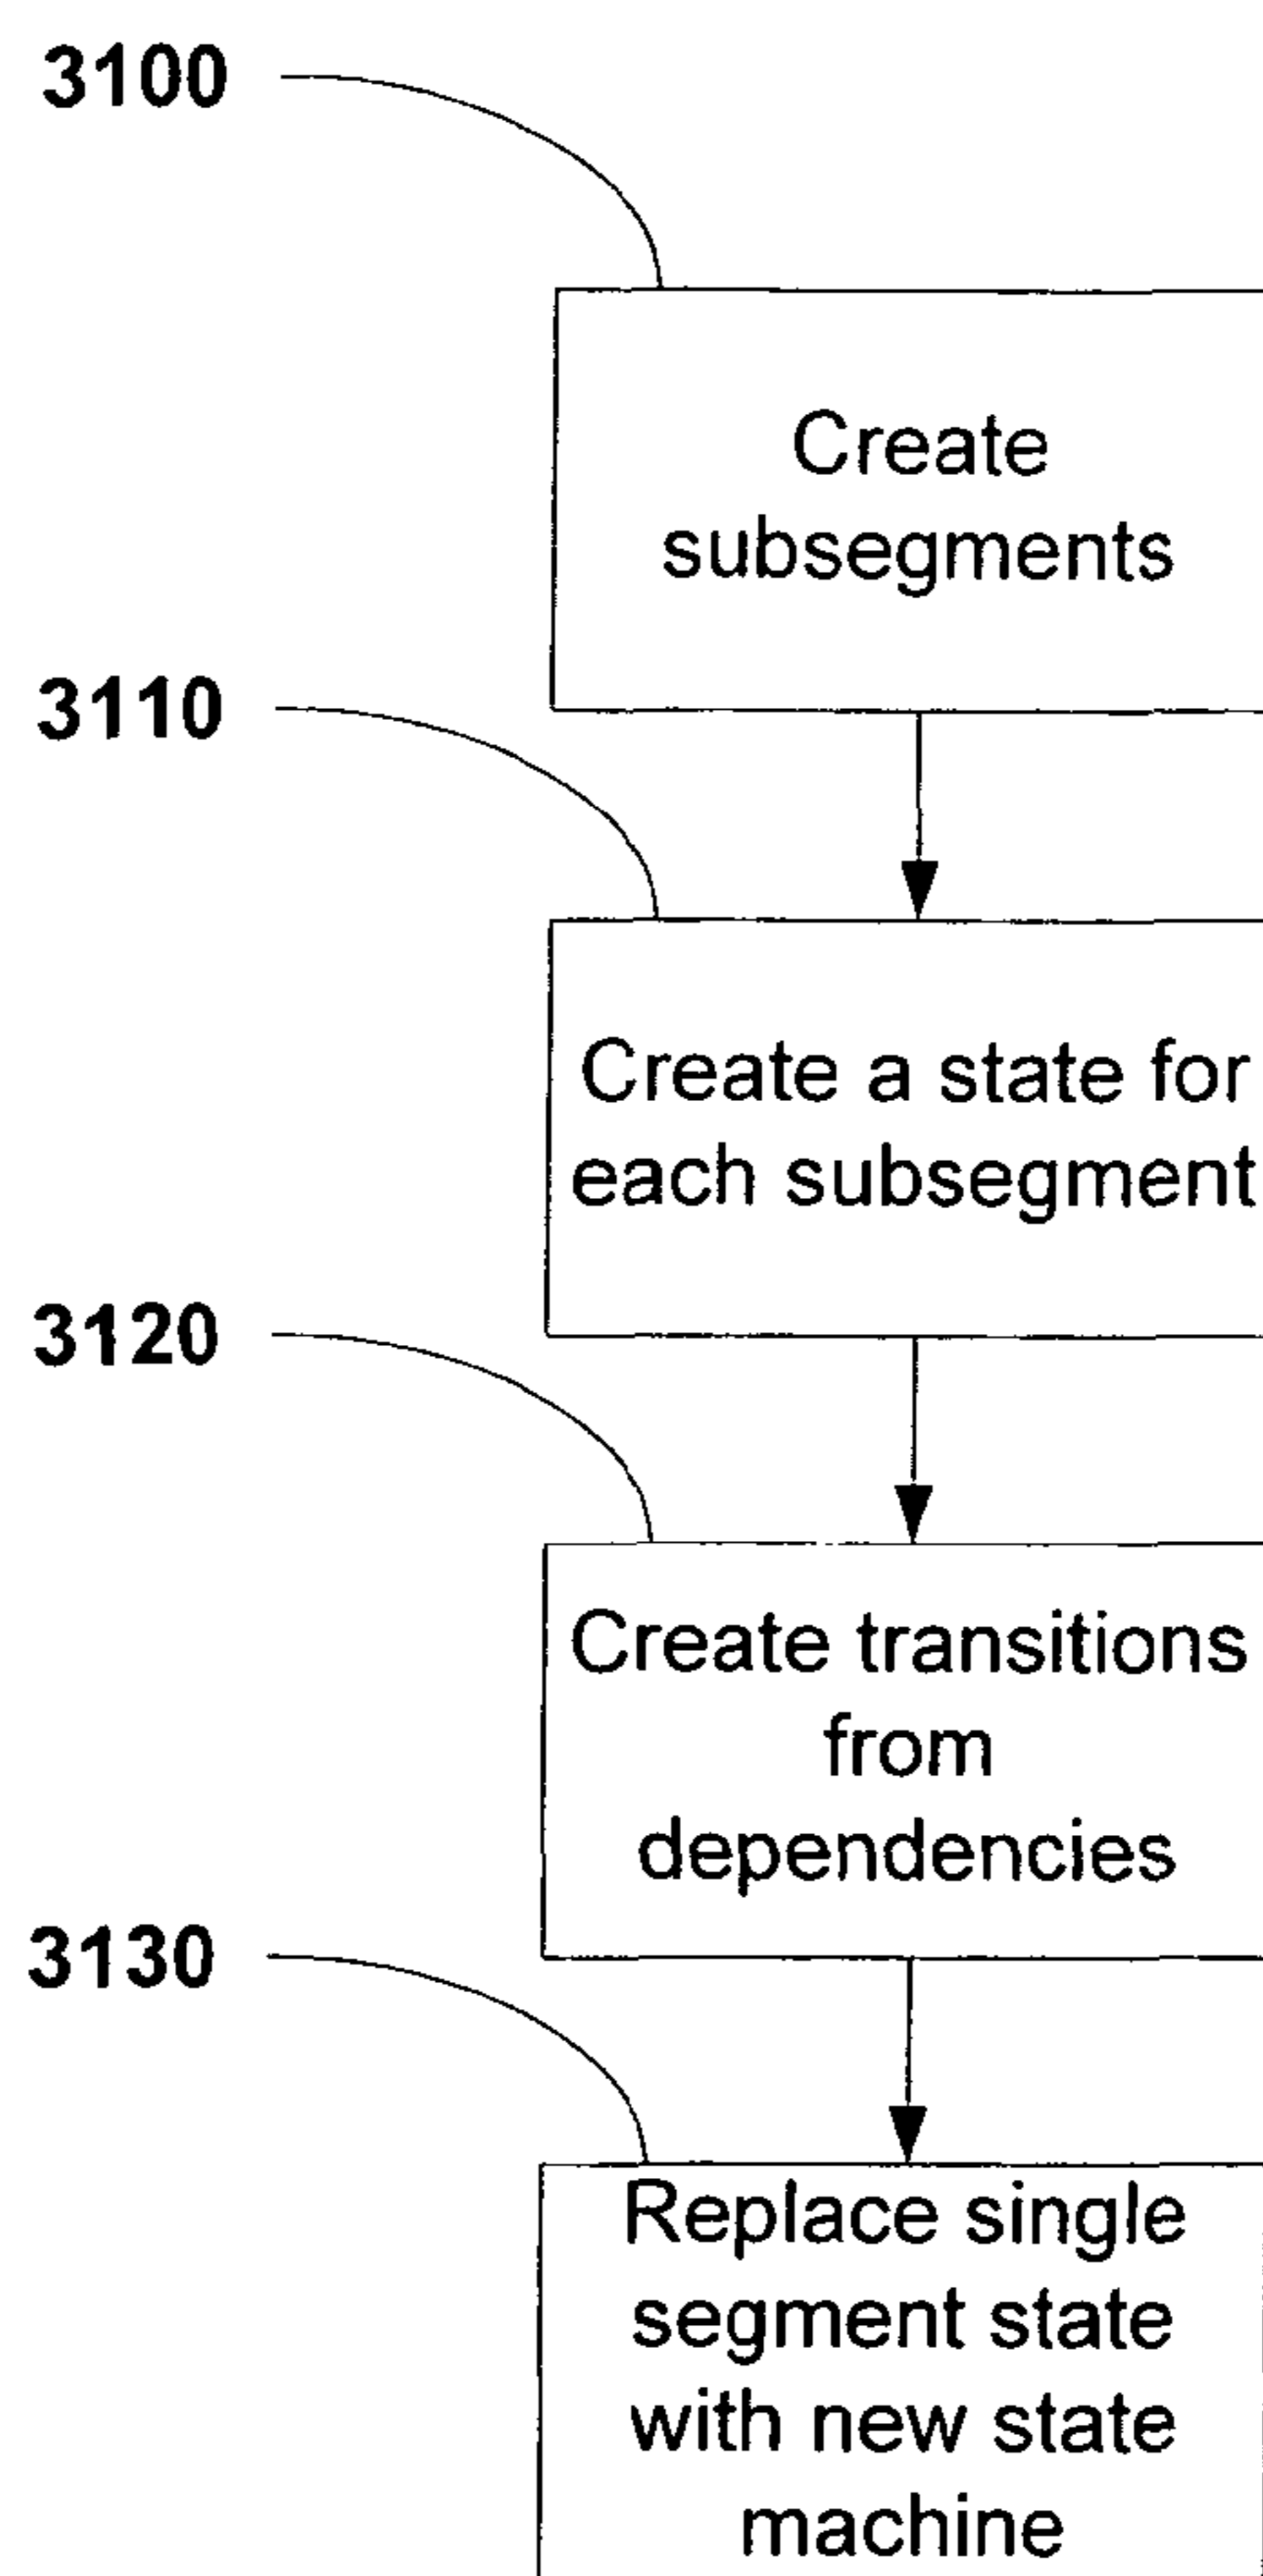 3100
Create
subsegments
3110
Create a state for
each subsegment
3120
Create transitions
from
dependencies
3130
Replace single
segment state
with new state
machine